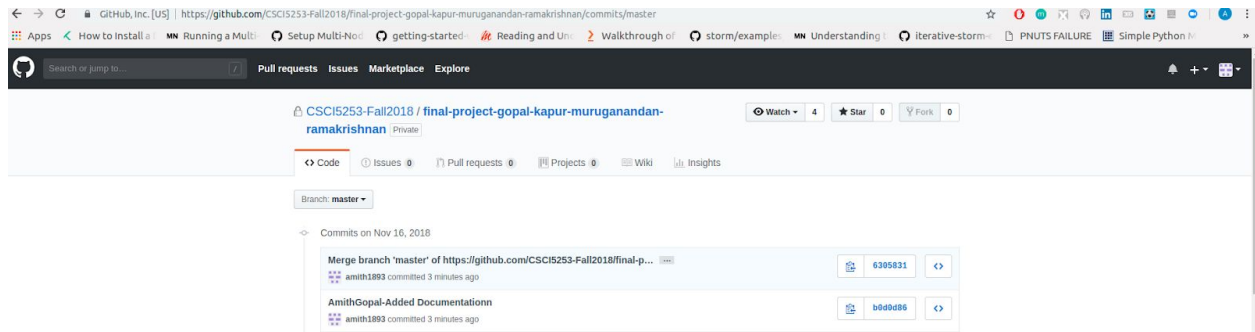 GitHub, Inc. [US] | https://github.com/CSCI5253-Fall2018/final-project-gopal-kapur-muruganandan-ramakrishnan/commits/master
Apps How to Install a Running a Multi- Setup Multi-Nod getting-started- Reading and Unc Walkthrough of storm/examples Understanding iterative-storm- PNUTS FAILURE Simple Python
Search or jump to... / Pull requests Issues Marketplace Explore
CSCI5253-Fall2018 / final-project-gopal-kapur-muruganandan-
ramakrishnan Private
Watch 4 Star 0 Fork 0
Code Issues 0 Pull requests 0 Projects 0 Wiki Insights
Branch: master
Commits on Nov 16, 2018
Merge branch 'master' of https://github.com/CSCI5253-Fall2018/final-p... ...
amith1893 committed 3 minutes ago
6305831
AmithGopal-Added Documentationn
amith1893 committed 3 minutes ago
b0d0d86